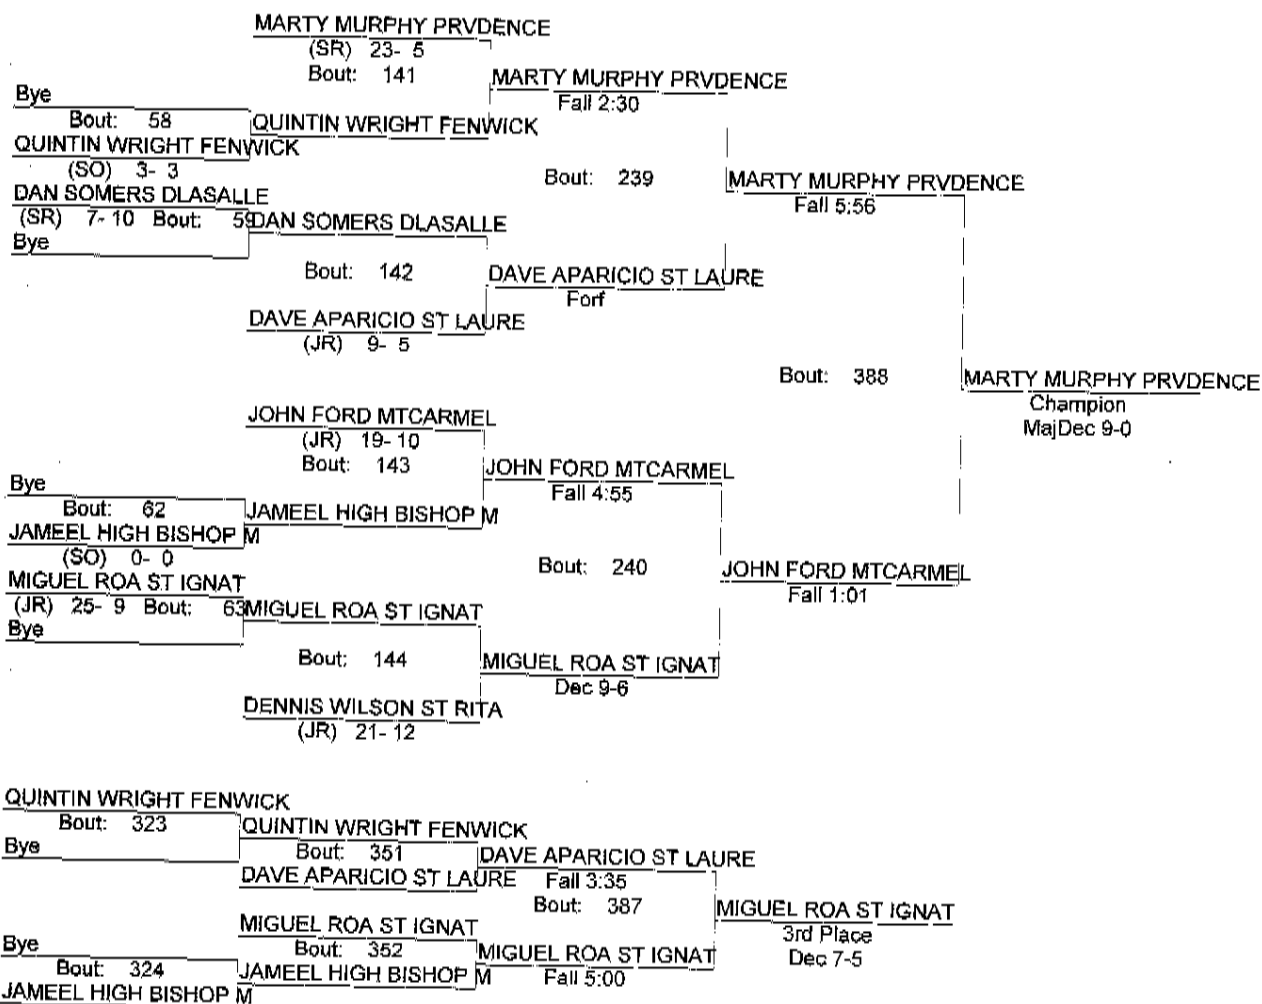 MARTY MURPHY PRVDENCE
(SR) 23- 5
Bout: 141
MARTY MURPHY PRVDENCE
Fall 2:30
Bye
Bout: 58
QUINTIN WRIGHT FENWICK
QUINTIN WRIGHT FENWICK
(SO) 3- 3
Bout: 239
MARTY MURPHY PRVDENCE
Fall 5:56
DAN SOMERS DLASALLE
(SR) 7- 10 Bout: 59
DAN SOMERS DLASALLE
Bye
Bout: 142
DAVE APARICIO ST LAURE
Forf
DAVE APARICIO ST LAURE
(JR) 9- 5
Bout: 388
MARTY MURPHY PRVDENCE
Champion
MajDec 9-0
JOHN FORD MTCARMEL
(JR) 19- 10
Bout: 143
JOHN FORD MTCARMEL
Fall 4:55
Bye
Bout: 62
JAMEEL HIGH BISHOP M
JAMEEL HIGH BISHOP M
(SO) 0- 0
Bout: 240
JOHN FORD MTCARMEL
Fall 1:01
MIGUEL ROA ST IGNAT
(JR) 25- 9 Bout: 63
MIGUEL ROA ST IGNAT
Bye
Bout: 144
MIGUEL ROA ST IGNAT
Dec 9-6
DENNIS WILSON ST RITA
(JR) 21- 12
QUINTIN WRIGHT FENWICK
Bout: 323
QUINTIN WRIGHT FENWICK
Bye
Bout: 351
DAVE APARICIO ST LAURE
DAVE APARICIO ST LAURE
Fall 3:35
Bout: 387
MIGUEL ROA ST IGNAT
3rd Place
Dec 7-5
MIGUEL ROA ST IGNAT
Bye
Bout: 352
MIGUEL ROA ST IGNAT
Fall 5:00
Bout: 324
JAMEEL HIGH BISHOP M
JAMEEL HIGH BISHOP M